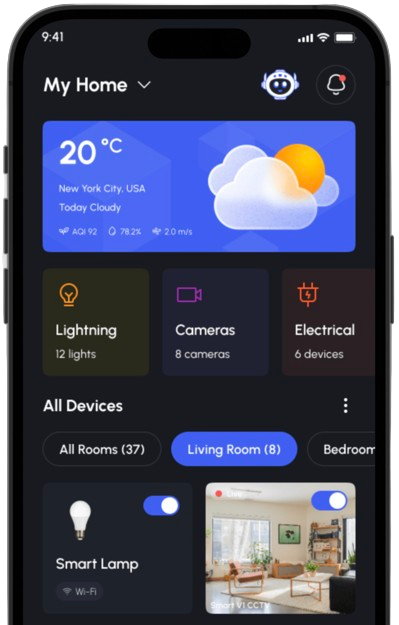 9:41
My Home
20 °C
New York City, USA
Today Cloudy
AQI 92 78.2% 2.0 m/s
Lightning Cameras Electrical
12 lights 8 cameras 6 devices
All Devices
All Rooms (37) Living Room (8) Bedroom
Smart Lamp
Wi-Fi
Smart V1 CCTV